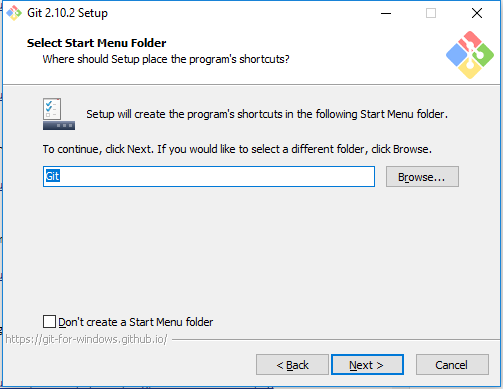 Git 2.10.2 Setup
Select Start Menu Folder
Where should Setup place the program's shortcuts?
Setup will create the program's shortcuts in the following Start Menu folder.
To continue, click Next. If you would like to select a different folder, click Browse.
Git
Browse...
Don't create a Start Menu folder
https://git-for-windows.github.io/
< Back
Next >
Cancel